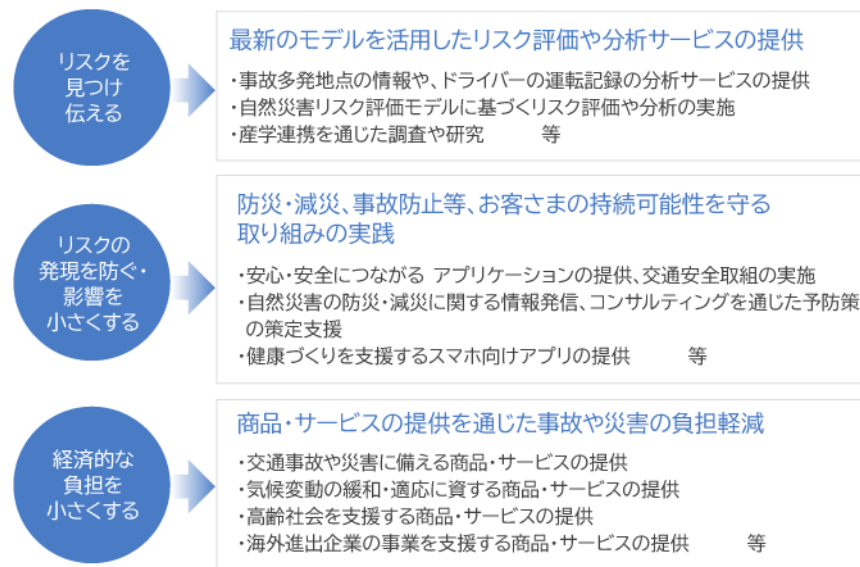 リスクを
見つけ
伝える
最新のモデルを活用したリスク評価や分析サービスの提供
・事故多発地点の情報や、ドライバーの運転記録の分析サービスの提供
・自然災害リスク評価モデルに基づくリスク評価や分析の実施
・産学連携を通じた調査や研究　　　等
リスクの
発現を防ぐ・
影響を
小さくする
防災・減災、事故防止等、お客さまの持続可能性を守る
取り組みの実践
・安心・安全につながる アプリケーションの提供、交通安全取組の実施
・自然災害の防災・減災に関する情報発信、コンサルティングを通じた予防策
の策定支援
・健康づくりを支援するスマホ向けアプリの提供　　　等
経済的な
負担を
小さくする
商品・サービスの提供を通じた事故や災害の負担軽減
・交通事故や災害に備える商品・サービスの提供
・気候変動の緩和・適応に資する商品・サービスの提供
・高齢社会を支援する商品・サービスの提供
・海外進出企業の事業を支援する商品・サービスの提供　　　等